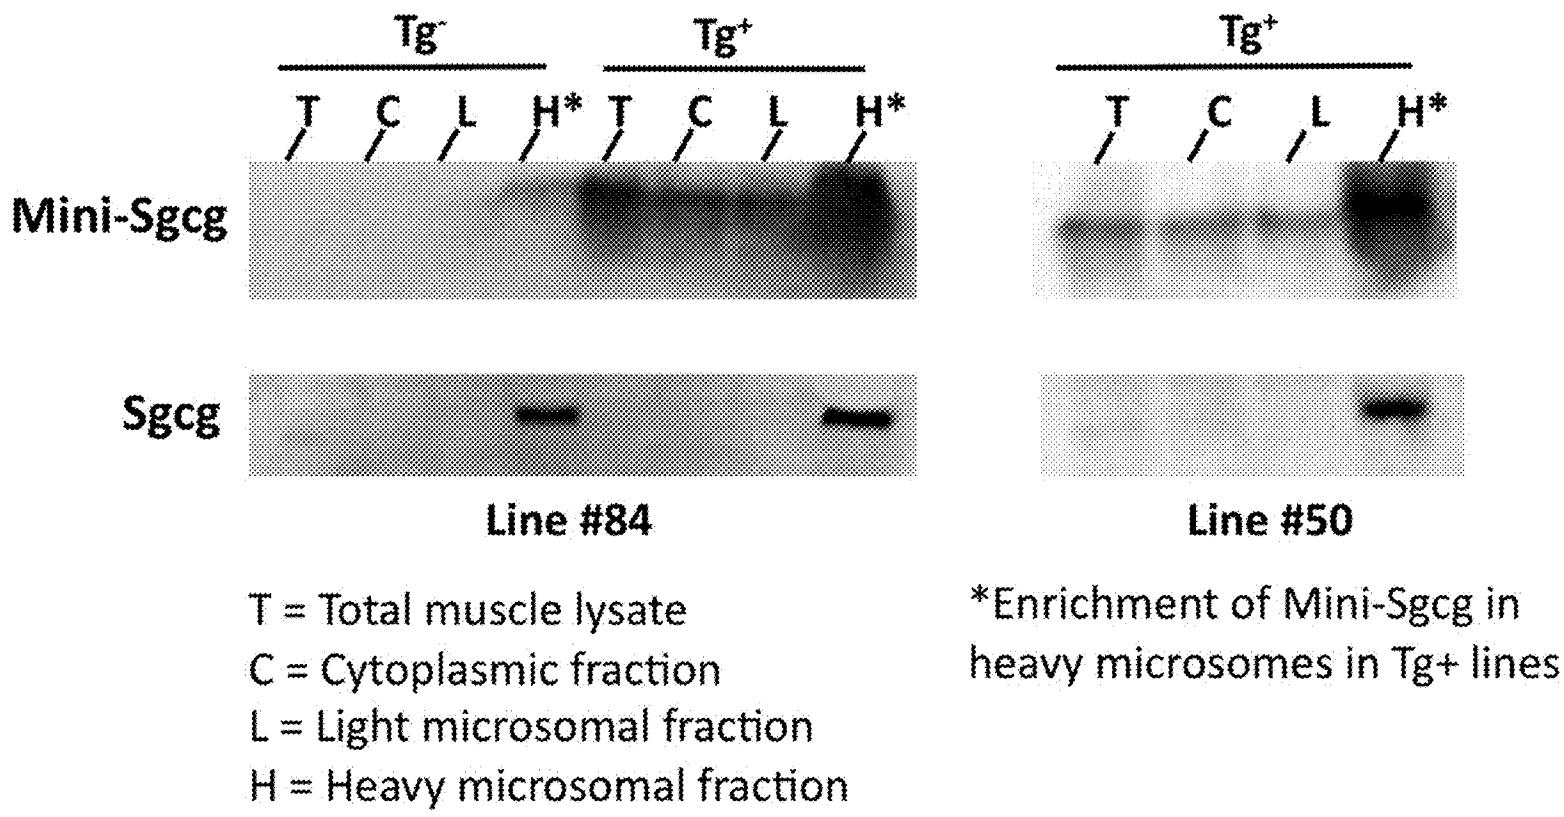 Tg- Tg+ Tg+
T C L H* T C L H* T C L H*
Mini-Sgcg
Sgcg
Line #84 Line #50
T = Total muscle lysate
C = Cytoplasmic fraction
L = Light microsomal fraction
H = Heavy microsomal fraction
*Enrichment of Mini-Sgcg in
heavy microsomes in Tg+ lines